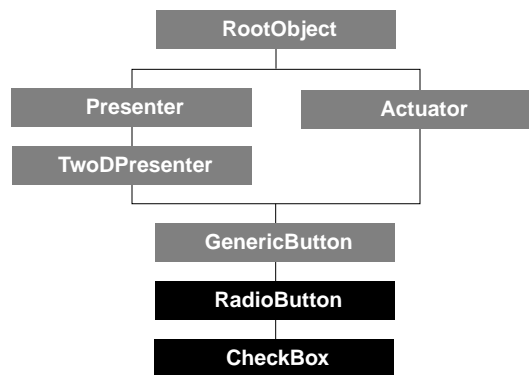 RootObject
Presenter
Actuator
TwoDPresenter
GenericButton
RadioButton
CheckBox